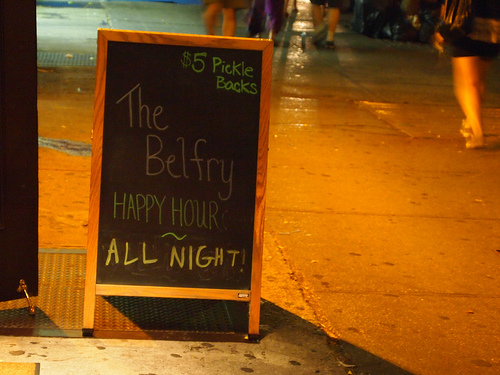 $5 Pickle
Backs
The
Belfry
HAPPY HOUR
~
ALL NIGHT!